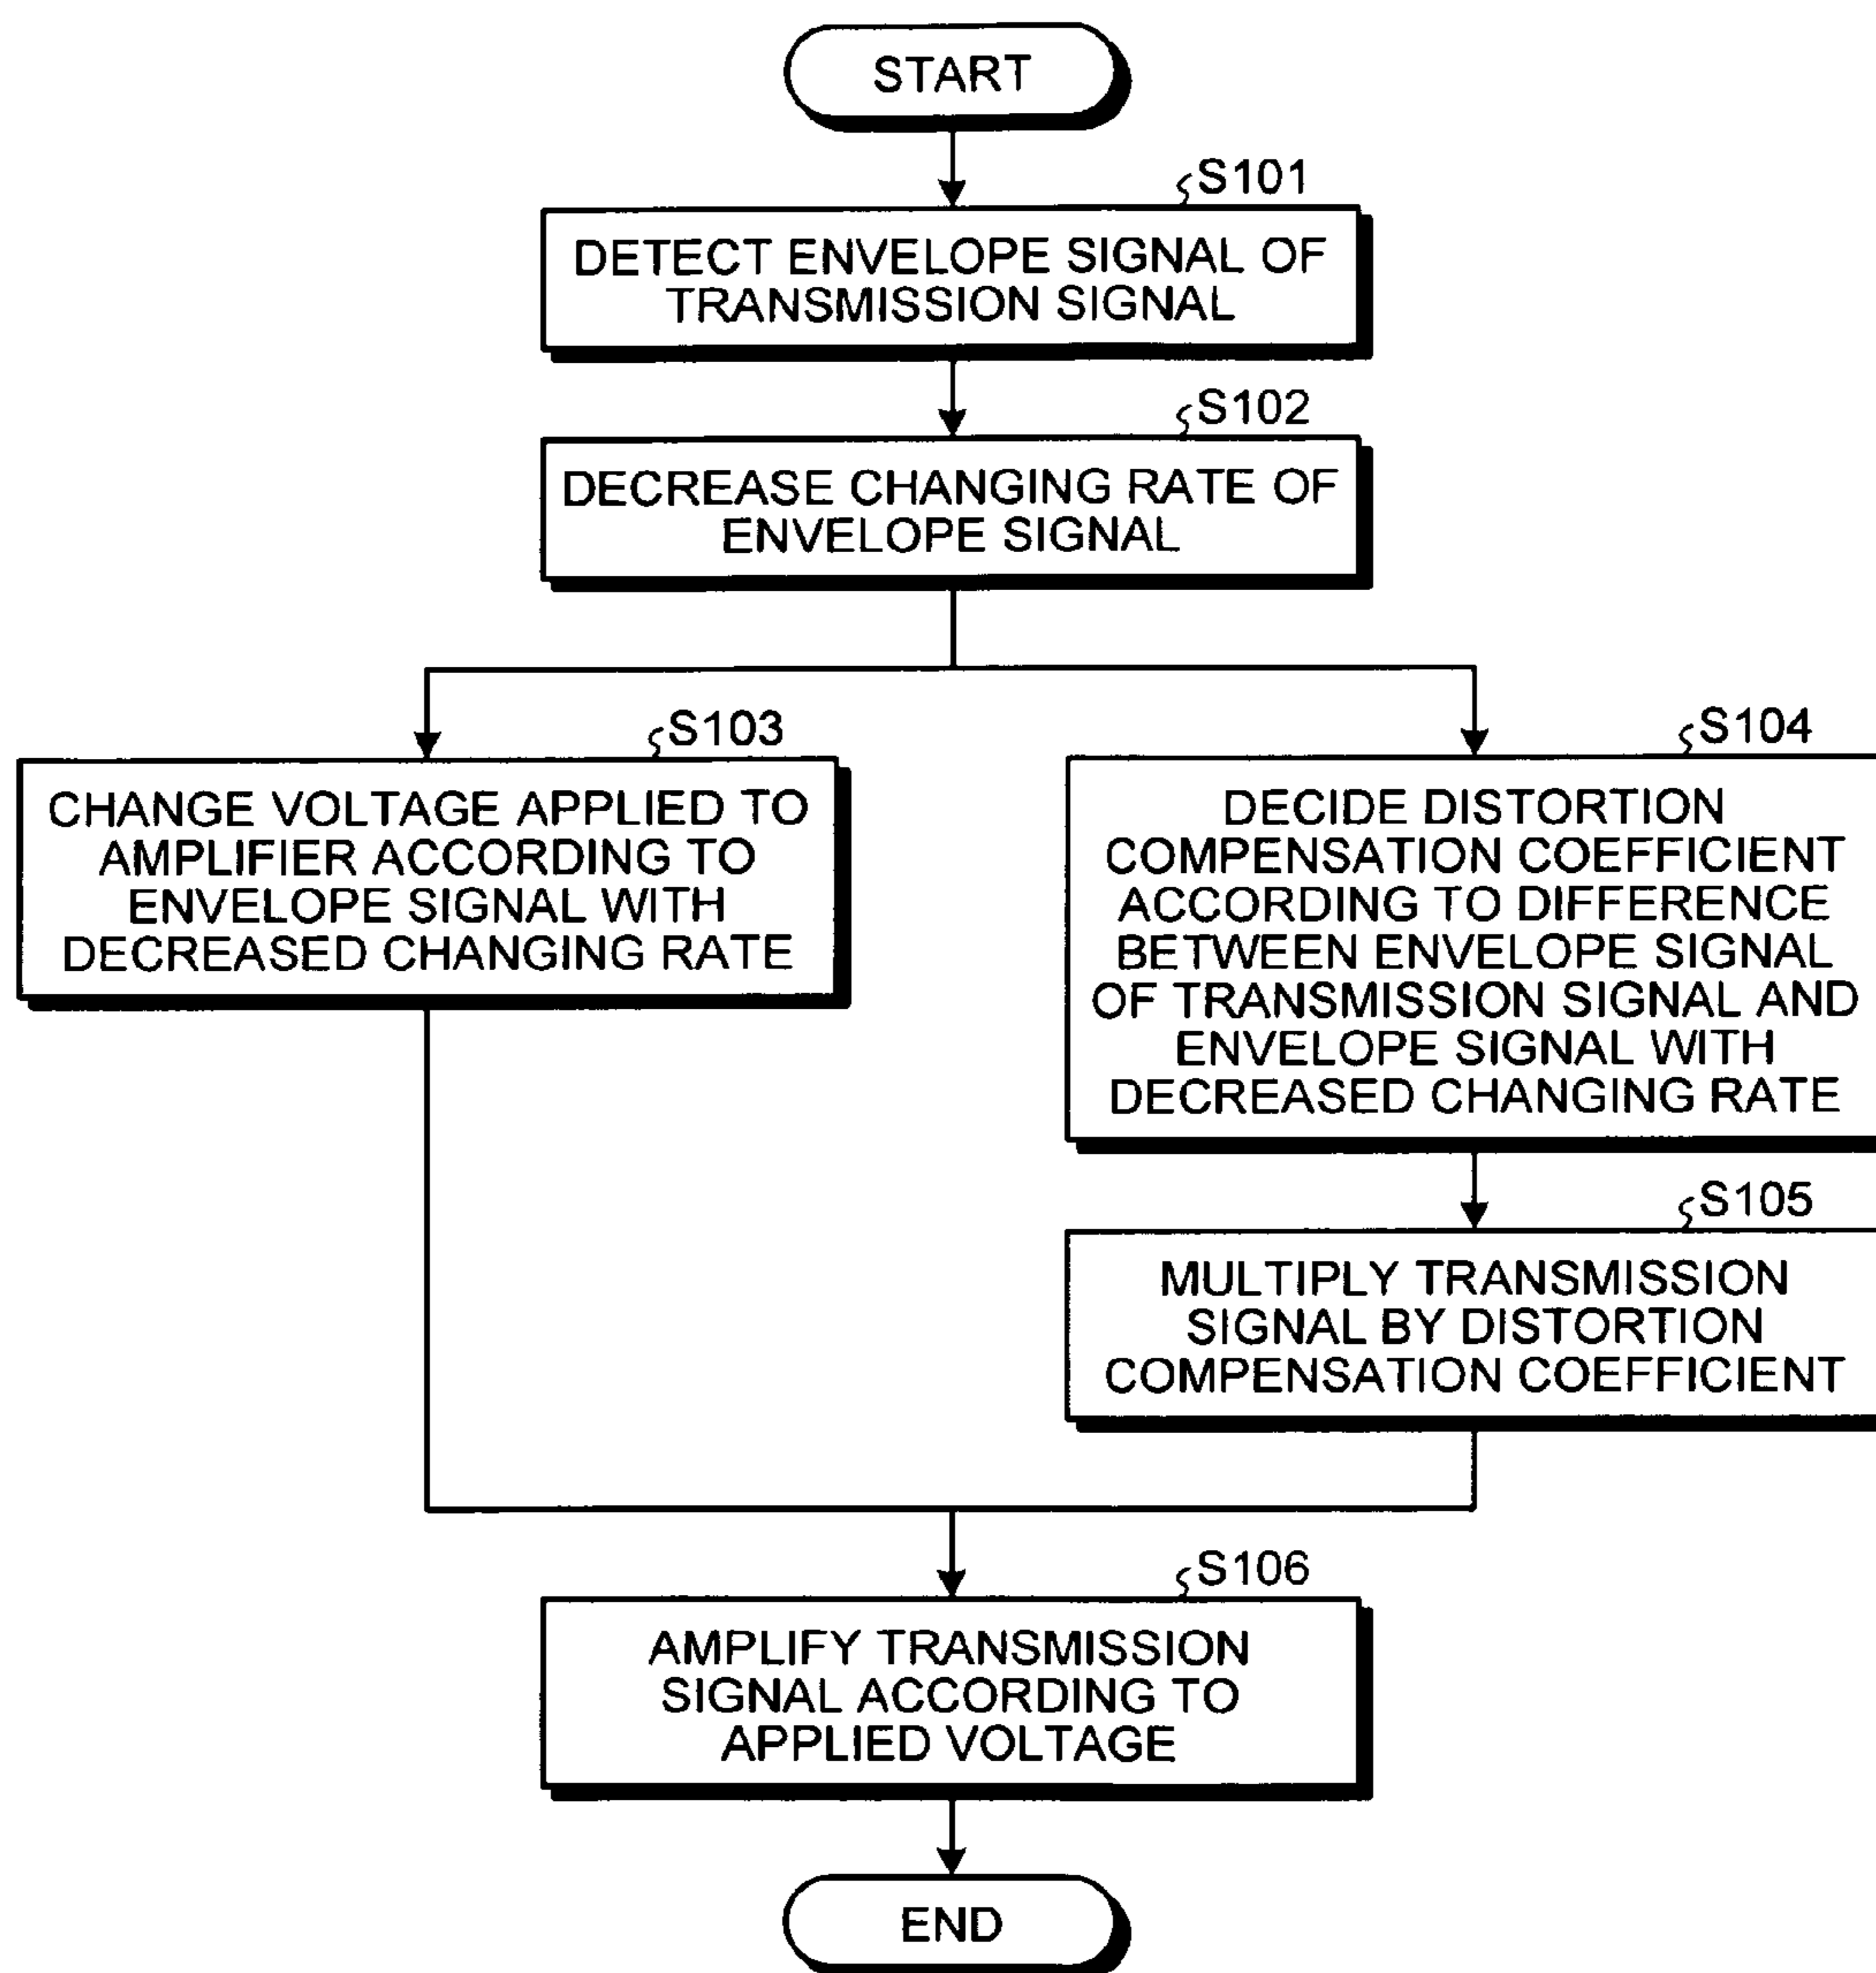 START
S101
DETECT ENVELOPE SIGNAL OF
TRANSMISSION SIGNAL
S102
DECREASE CHANGING RATE OF
ENVELOPE SIGNAL
S103
CHANGE VOLTAGE APPLIED TO
AMPLIFIER ACCORDING TO
ENVELOPE SIGNAL WITH
DECREASED CHANGING RATE
S104
DECIDE DISTORTION
COMPENSATION COEFFICIENT
ACCORDING TO DIFFERENCE
BETWEEN ENVELOPE SIGNAL
OF TRANSMISSION SIGNAL AND
ENVELOPE SIGNAL WITH
DECREASED CHANGING RATE
S105
MULTIPLY TRANSMISSION
SIGNAL BY DISTORTION
COMPENSATION COEFFICIENT
S106
AMPLIFY TRANSMISSION
SIGNAL ACCORDING TO
APPLIED VOLTAGE
END